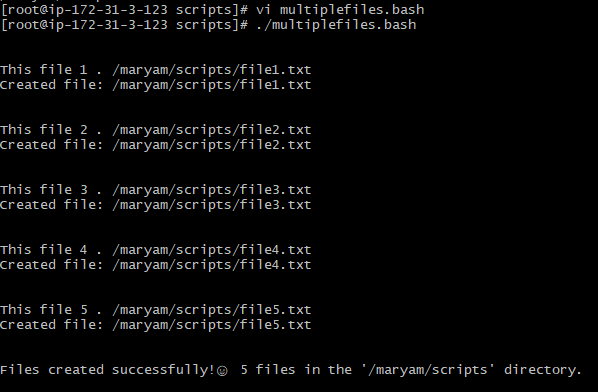 [root@ip-172-31-3-123 scripts]# vi multiplefiles.bash
[root@ip-172-31-3-123 scripts]# ./multiplefiles.bash
This file 1 . /maryam/scripts/file1.txt
Created file: /maryam/scripts/file1.txt
This file 2 . /maryam/scripts/file2.txt
Created file: /maryam/scripts/file2.txt
This file 3 . /maryam/scripts/file3.txt
Created file: /maryam/scripts/file3.txt
This file 4 . /maryam/scripts/file4.txt
Created file: /maryam/scripts/file4.txt
This file 5 . /maryam/scripts/file5.txt
Created file: /maryam/scripts/file5.txt
Files created successfully!☺ 5 files in the '/maryam/scripts' directory.